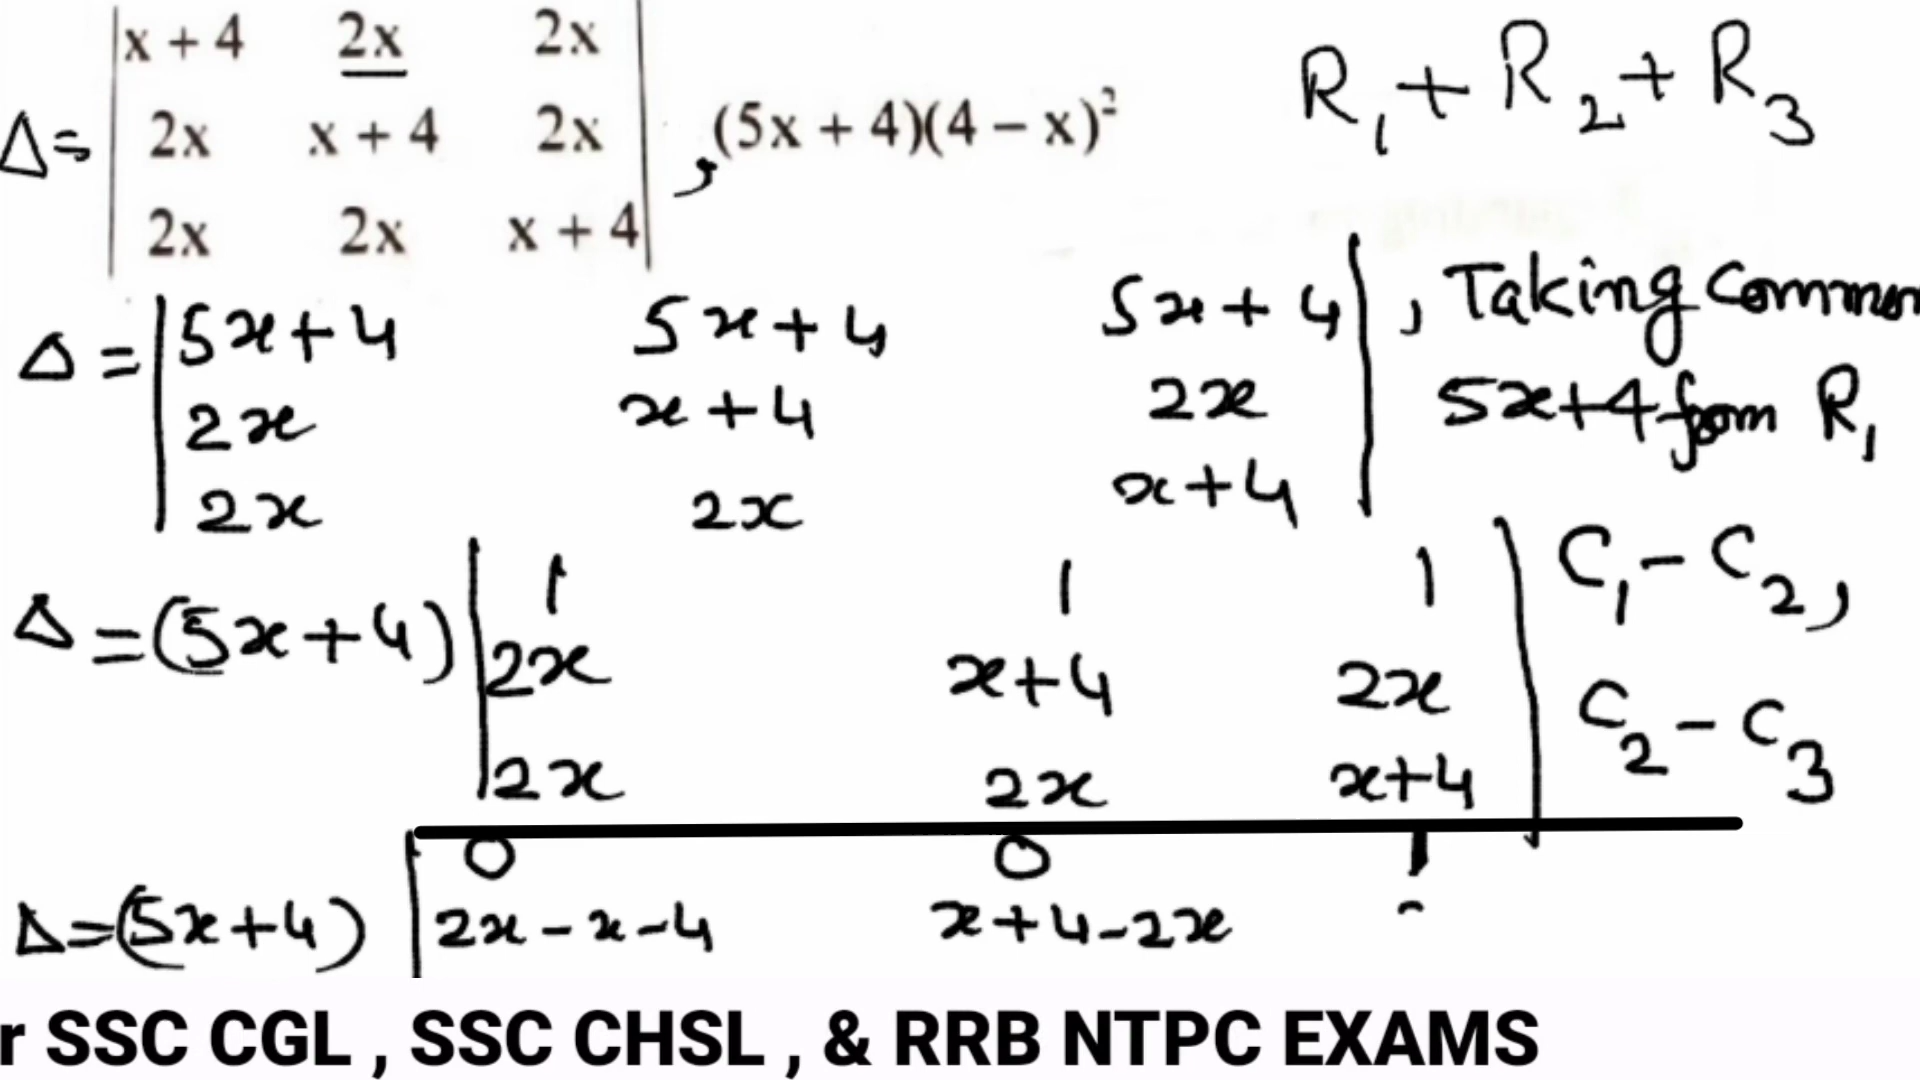 Δ= |x + 4 2x 2x|
|2x x + 4 2x| , (5x + 4)(4 − x)²
|2x 2x x + 4|
R₁ + R₂ + R₃
Δ = |5x + 4 5x + 4 5x + 4| , Taking Common
|2x x + 4 2x| 5x+4 from R₁
|2x 2x x + 4|
Δ = (5x + 4) |1 1 1| C₁ − C₂,
|2x x+4 2x| C₂ − C₃
|2x 2x x+4|
|0 0 1
Δ=(5x+4) |2x − x − 4 x + 4 − 2x
r SSC CGL , SSC CHSL , & RRB NTPC EXAMS